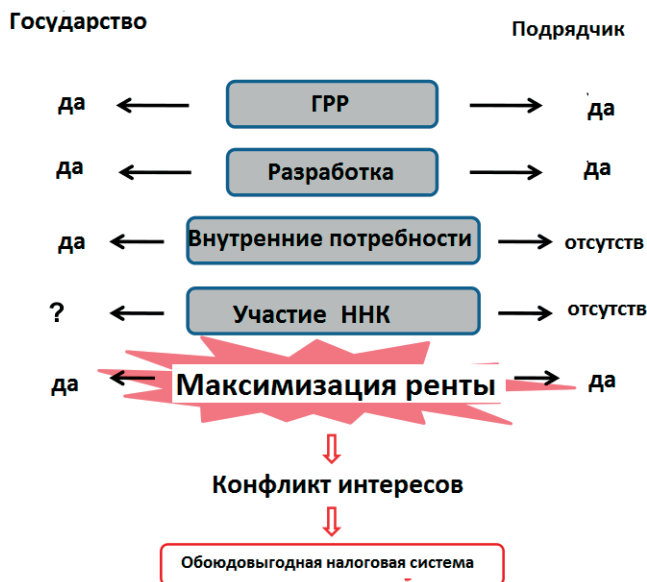 Государство Подрядчик
да ГРР да
да Разработка да
да Внутренние потребности отсутств
? Участие ННК отсутств
да Максимизация ренты да
Конфликт интересов
Обоюдовыгодная налоговая система